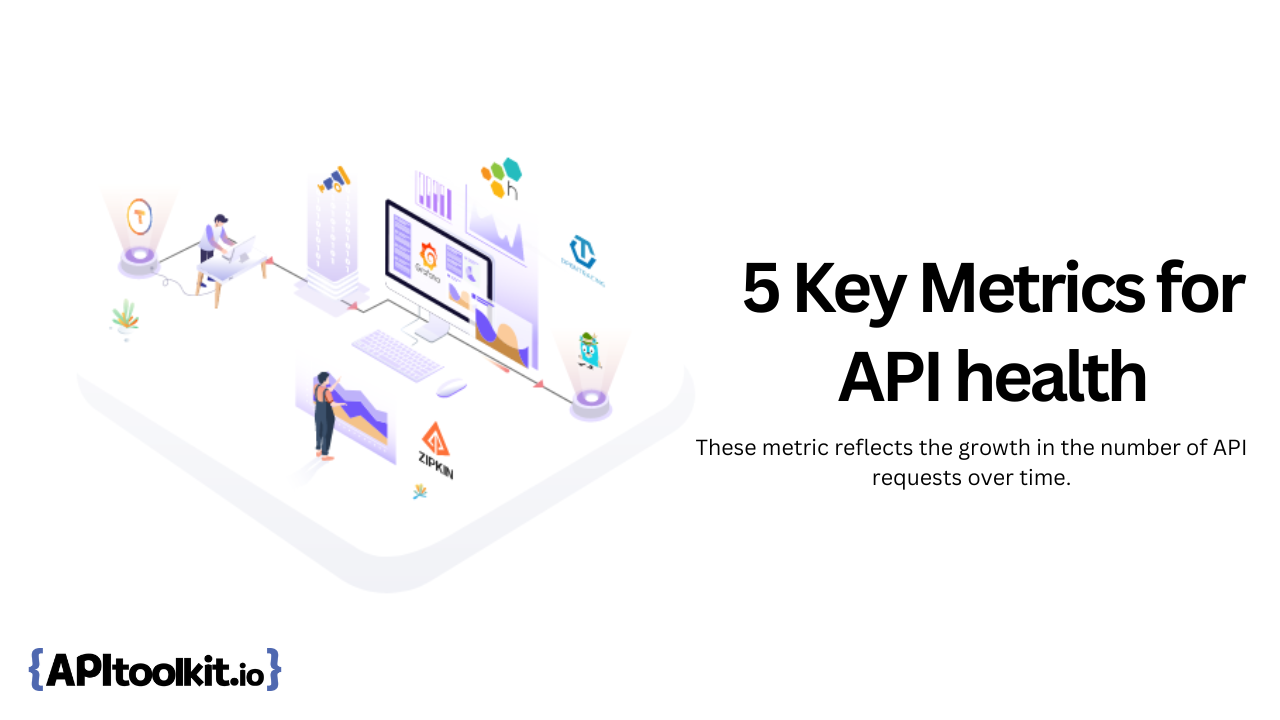 5 Key Metrics for
API health
These metric reflects the growth in the number of API
requests over time.
Grafana
h
OPENTRACING
ZIPKIN
{APItoolkit.io}